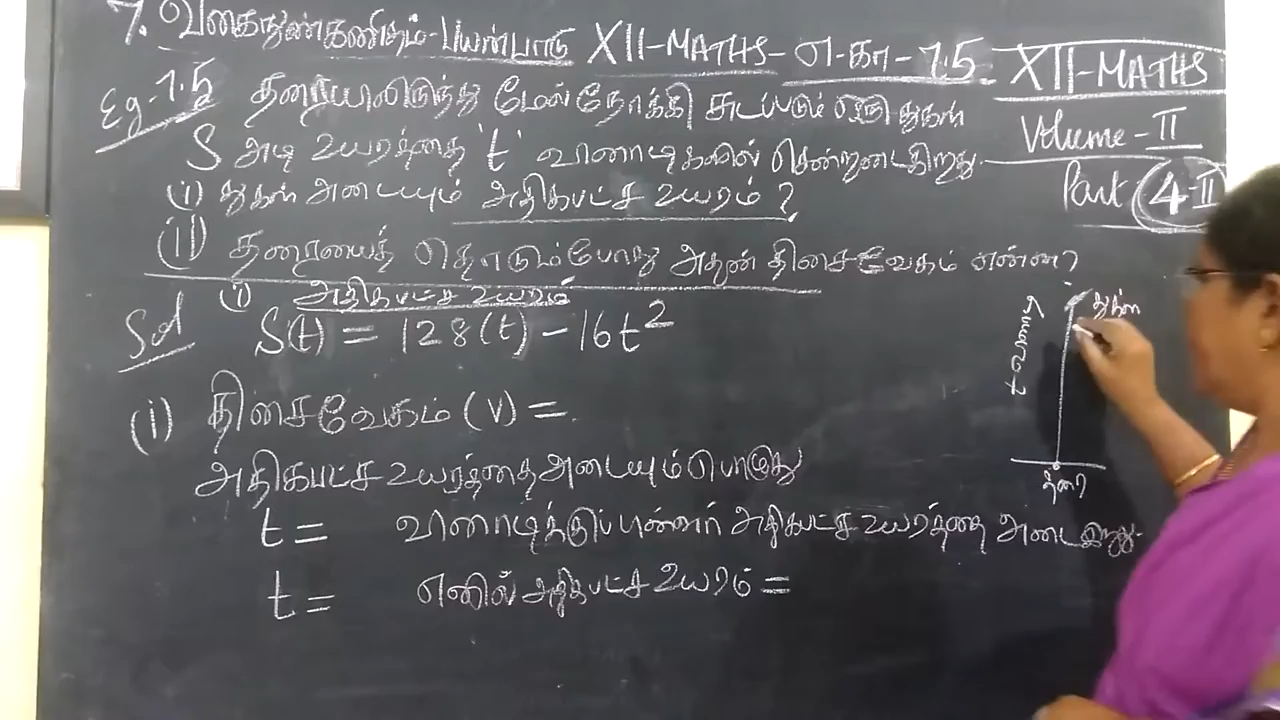 7. வகைநுண்கணிதம்-பயன்பாடு XII-MATHS-எ-கா-7.5
XII-MATHS
Volume-II
Part 4-II
Eg-7.5 தரையிலிருந்து மேல்நோக்கி சுடப்படும் ஒரு துகள்
S அடி உயரத்தை 't' வினாடிகளில் சென்றடைகிறது.
(i) துகள் அடையும் அதிகபட்ச உயரம்?
(ii) தரையைத் தொடும்போது அதன் திசைவேகம் என்ன?
(i) அதிகபட்ச உயரம்
Sol S(t) = 128(t) - 16t²
(i) திசைவேகம் (v) =
அதிகபட்ச உயரத்தை அடையும்பொழுது
t = வினாடிக்குப்பின்னர் அதிகபட்ச உயரத்தை அடைகிறது.
t = எனில் அதிகபட்ச உயரம் =
துகள்
உயரம்
தரை